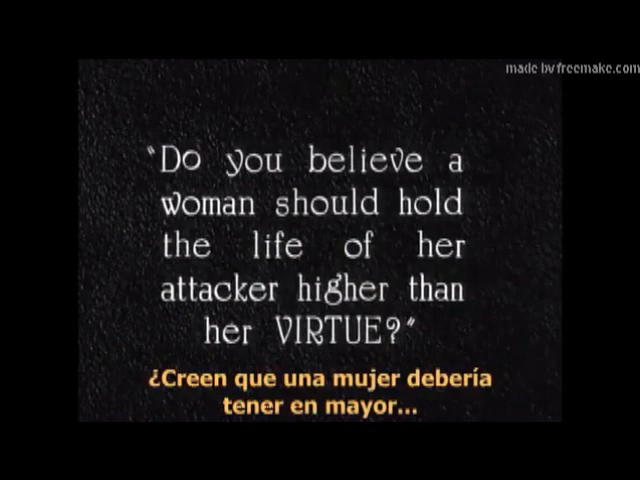 made by freemake.com
"Do you believe a
woman should hold
the life of her
attacker higher than
her VIRTUE?"
¿Creen que una mujer debería
tener en mayor...